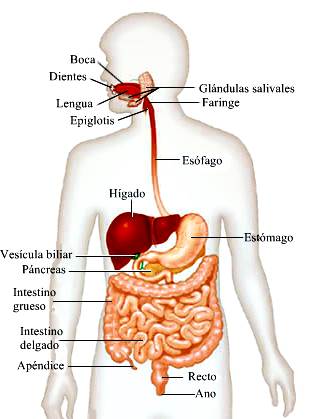 Boca
Dientes
Glándulas salivales
Lengua
Faringe
Epiglotis
Esófago
Hígado
Estómago
Vesícula biliar
Páncreas
Intestino
grueso
Intestino
delgado
Apéndice
Recto
Ano